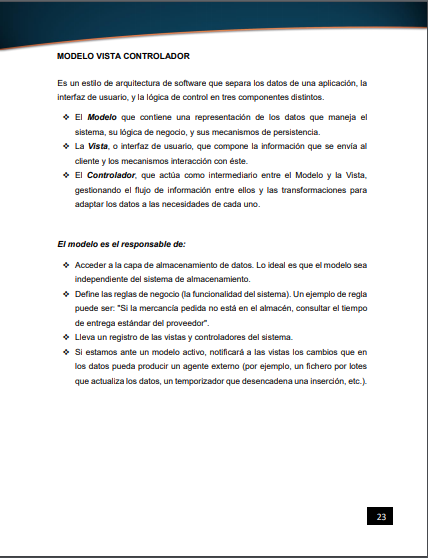 MODELO VISTA CONTROLADOR
Es un estilo de arquitectura de software que separa los datos de una aplicación, la
interfaz de usuario, y la lógica de control en tres componentes distintos.
❖ El Modelo que contiene una representación de los datos que maneja el
sistema, su lógica de negocio, y sus mecanismos de persistencia.
❖ La Vista, o interfaz de usuario, que compone la información que se envía al
cliente y los mecanismos interacción con éste.
❖ El Controlador, que actúa como intermediario entre el Modelo y la Vista,
gestionando el flujo de información entre ellos y las transformaciones para
adaptar los datos a las necesidades de cada uno.
El modelo es el responsable de:
❖ Acceder a la capa de almacenamiento de datos. Lo ideal es que el modelo sea
independiente del sistema de almacenamiento.
❖ Define las reglas de negocio (la funcionalidad del sistema). Un ejemplo de regla
puede ser: "Si la mercancía pedida no está en el almacén, consultar el tiempo
de entrega estándar del proveedor".
❖ Lleva un registro de las vistas y controladores del sistema.
❖ Si estamos ante un modelo activo, notificará a las vistas los cambios que en
los datos pueda producir un agente externo (por ejemplo, un fichero por lotes
que actualiza los datos, un temporizador que desencadena una inserción, etc.).
23